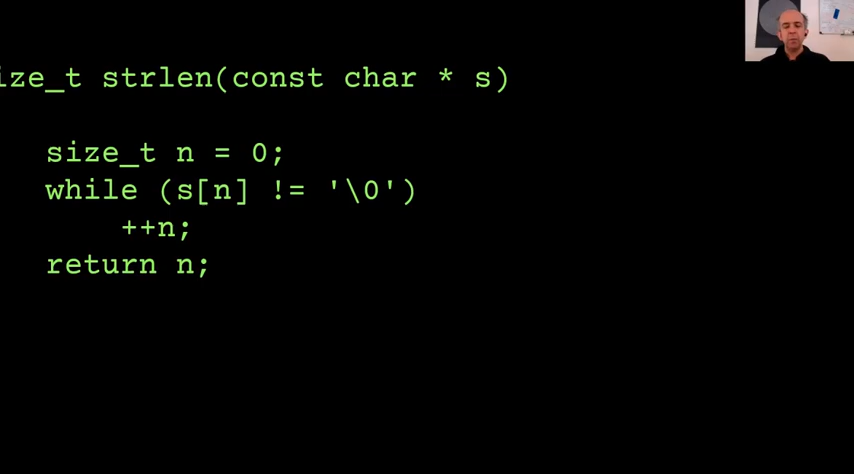 ize_t strlen(const char * s)
size_t n = 0;
while (s[n] != '\0')
++n;
return n;